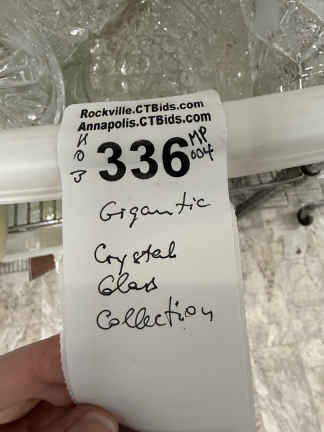 Rockville.CTBids.com
Annapolis.CTBids.com
336
MP
004
Gigantic
Crystal
Glass
Collection